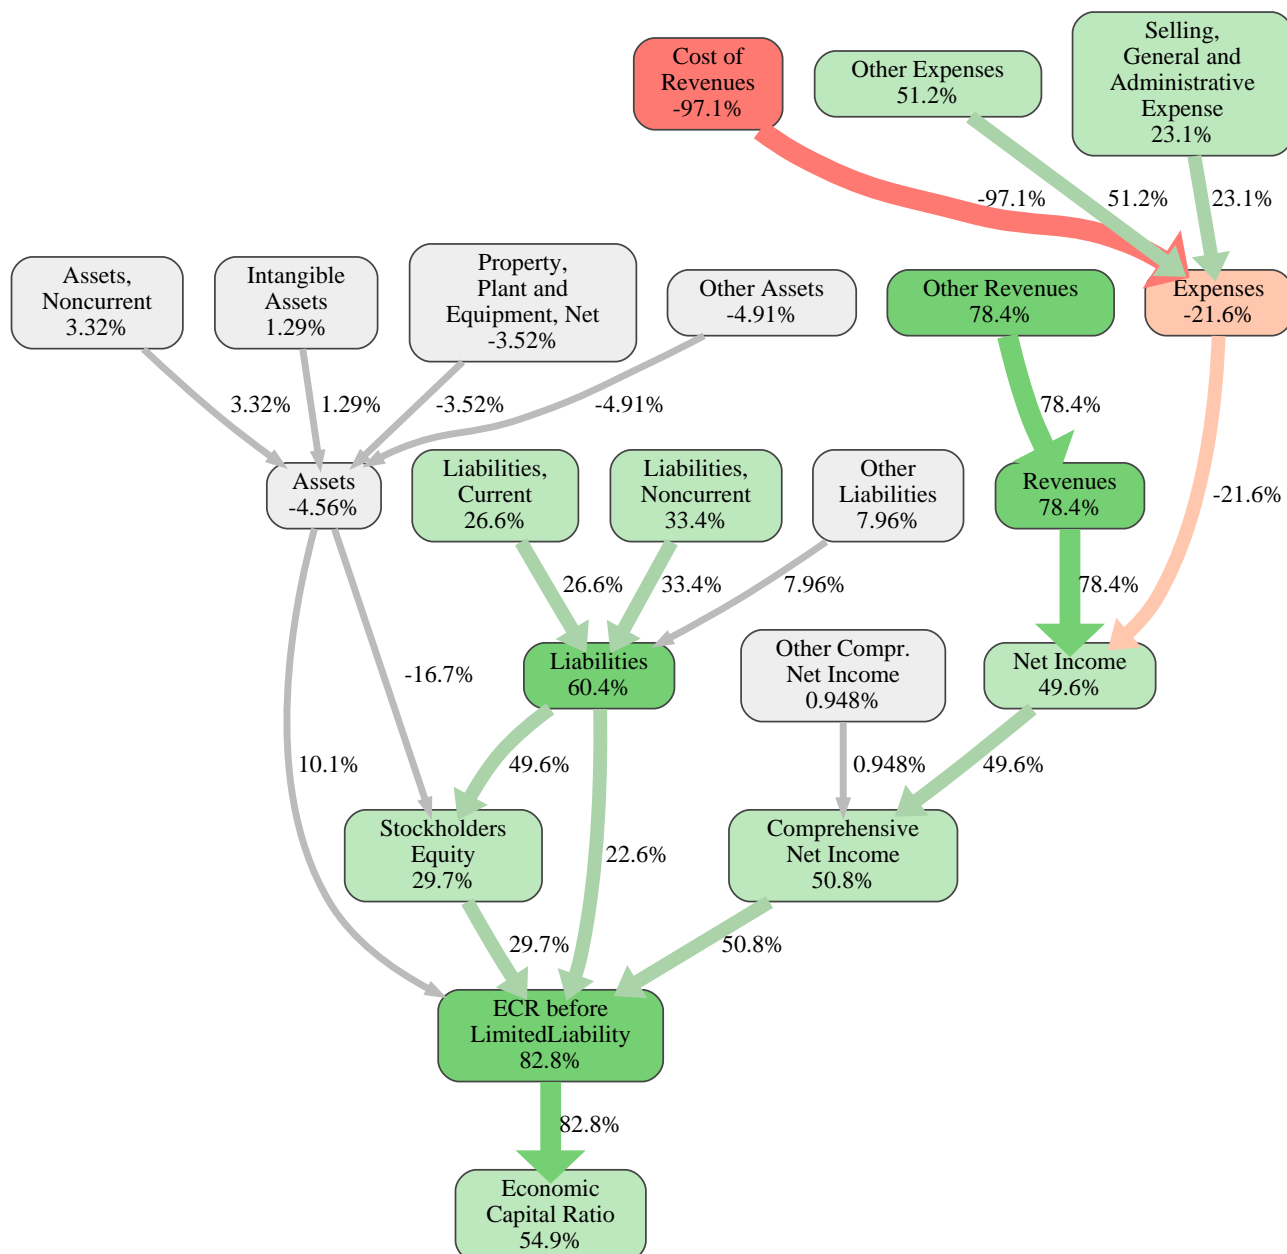 Selling,
General and
Administrative
Expense
23.1%
Cost of
Revenues
-97.1%
Other Expenses
51.2%
-97.1%
51.2%
23.1%
Assets,
Noncurrent
3.32%
Intangible
Assets
1.29%
Property,
Plant and
Equipment, Net
-3.52%
Other Assets
-4.91%
Other Revenues
78.4%
Expenses
-21.6%
3.32%
1.29%
-3.52%
-4.91%
78.4%
Assets
-4.56%
Liabilities,
Current
26.6%
Liabilities,
Noncurrent
33.4%
Other
Liabilities
7.96%
Revenues
78.4%
-21.6%
26.6%
33.4%
7.96%
78.4%
-16.7%
Liabilities
60.4%
Other Compr.
Net Income
0.948%
Net Income
49.6%
10.1%
49.6%
0.948%
49.6%
Stockholders
Equity
29.7%
22.6%
Comprehensive
Net Income
50.8%
29.7%
50.8%
ECR before
LimitedLiability
82.8%
82.8%
Economic
Capital Ratio
54.9%